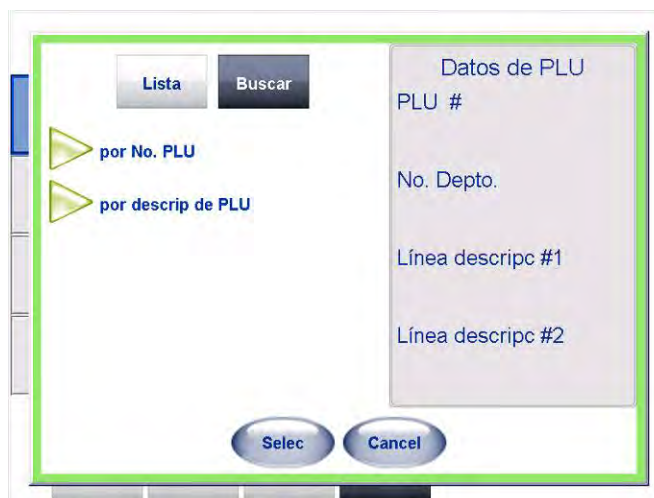 Lista
Buscar
por No. PLU
por descrip de PLU
Datos de PLU
PLU #
No. Depto.
Línea descripc #1
Línea descripc #2
Selec
Cancel